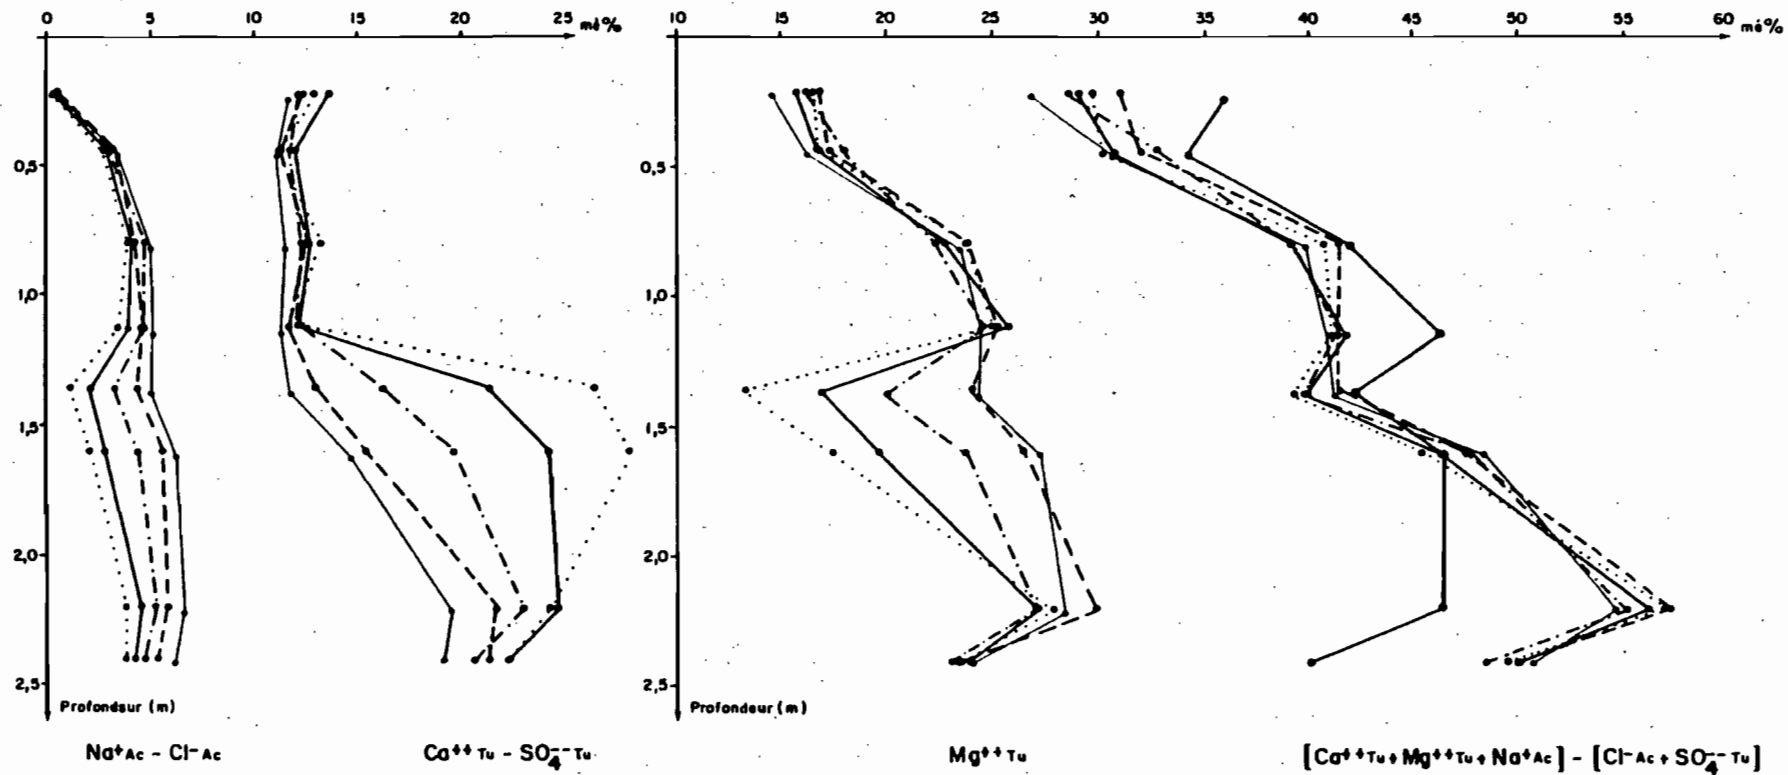 0 5 10 15 20 25 mé%
0,5
1,0
1,5
2,0
2,5
Profondeur (m)
Na+Ac - Cl-Ac
Ca++Tu - SO4--Tu
10 15 20 25 30 35 40 45 50 55 60 mé%
0,5
1,0
1,5
2,0
2,5
Profondeur (m)
Mg++Tu
[Ca++Tu+Mg++Tu+Na+Ac] - [Cl-Ac+SO4--Tu]